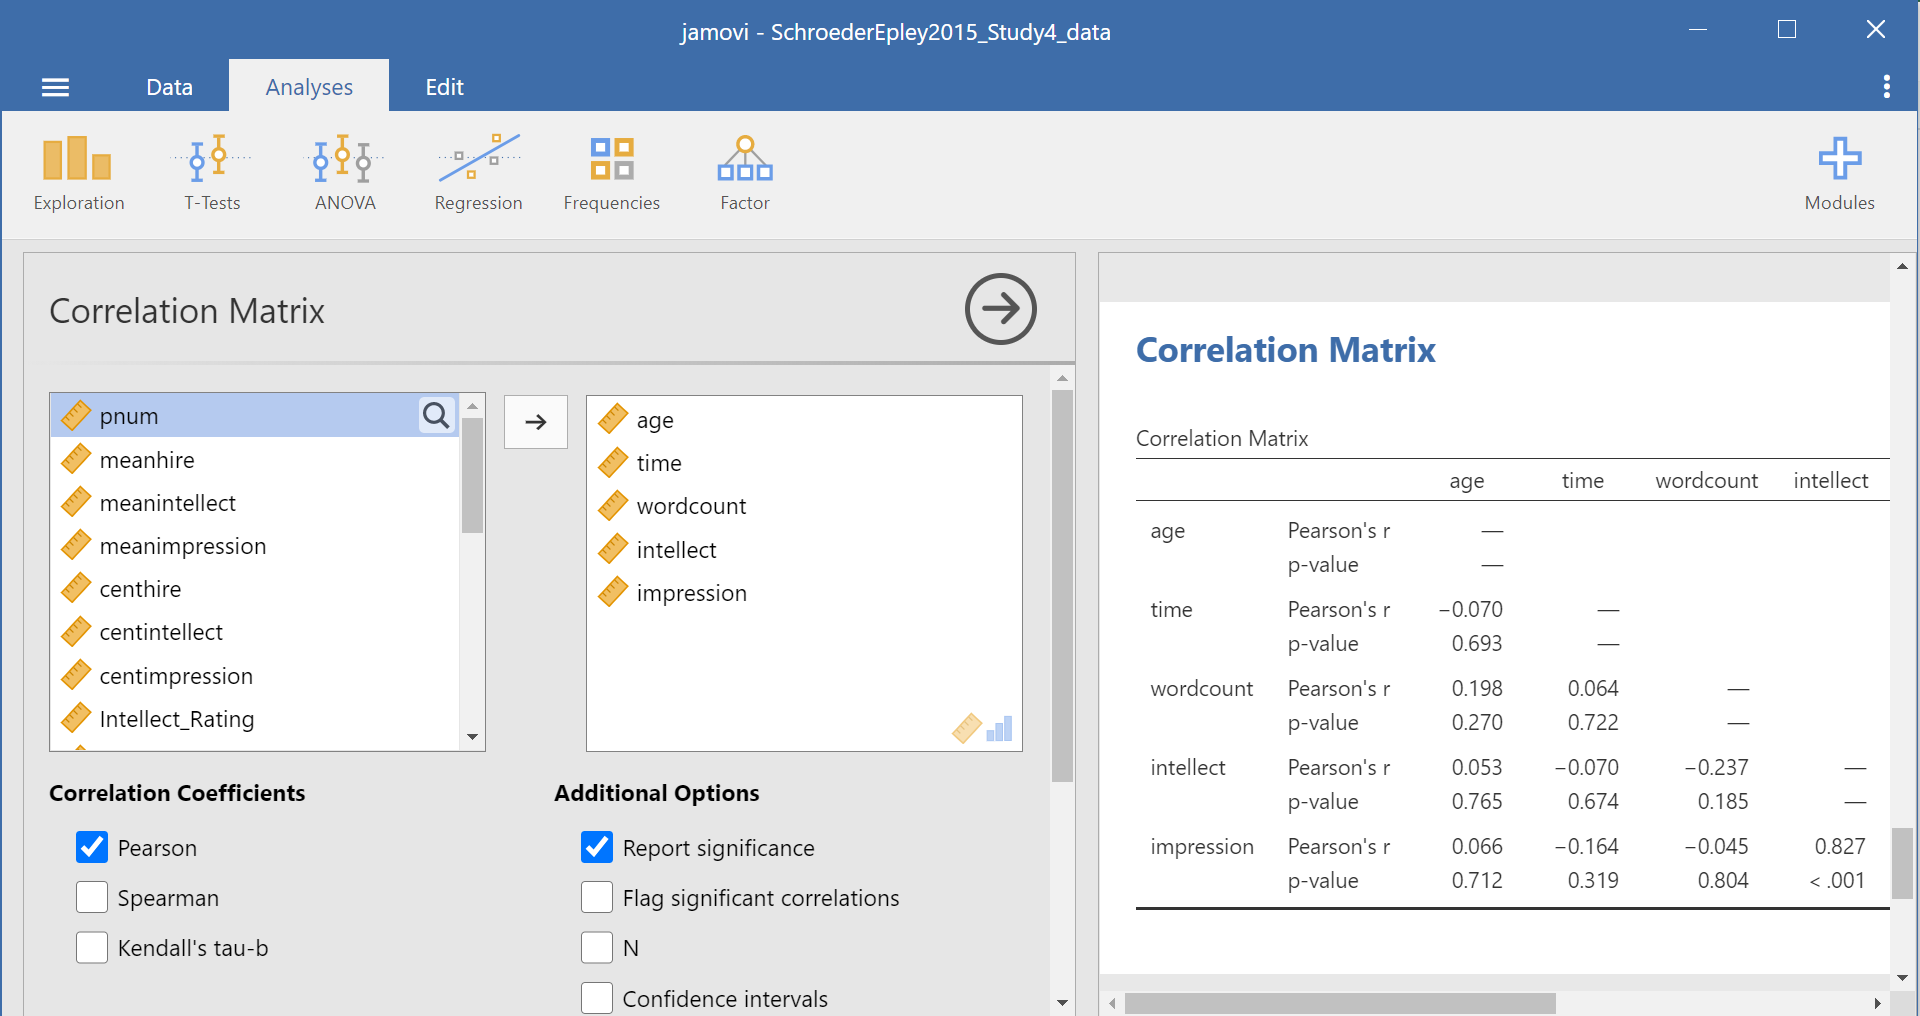 jamovi - SchroederEpley2015_Study4_data
Data Analyses Edit
Exploration T-Tests ANOVA Regression Frequencies Factor Modules
Correlation Matrix
pnum
meanhire
meanintellect
meanimpression
centhire
centintellect
centimpression
Intellect_Rating
age
time
wordcount
intellect
impression
Correlation Coefficients
Pearson
Spearman
Kendall's tau-b
Additional Options
Report significance
Flag significant correlations
N
Confidence intervals
Correlation Matrix
Correlation Matrix
age time wordcount intellect
age Pearson's r —
p-value —
time Pearson's r −0.070 —
p-value 0.693 —
wordcount Pearson's r 0.198 0.064 —
p-value 0.270 0.722 —
intellect Pearson's r 0.053 −0.070 −0.237 —
p-value 0.765 0.674 0.185 —
impression Pearson's r 0.066 −0.164 −0.045 0.827
p-value 0.712 0.319 0.804 < .001